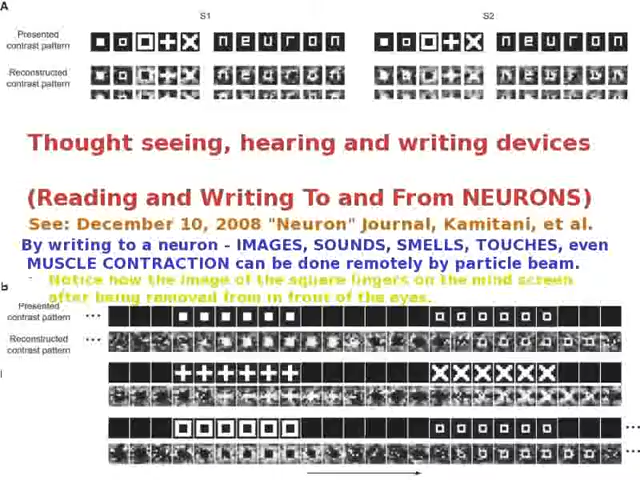 A
S1 S2
Presented
contrast pattern
neuron neuron
Reconstructed
contrast pattern
neuron neuron
Thought seeing, hearing and writing devices
(Reading and Writing To and From NEURONS)
See: December 10, 2008 "Neuron" Journal, Kamitani, et al.
By writing to a neuron - IMAGES, SOUNDS, SMELLS, TOUCHES, even
MUSCLE CONTRACTION can be done remotely by particle beam.
Notice how the image of the square lingers on the mind screen
after being removed from in front of the eyes.
B
Presented
contrast pattern
Reconstructed
contrast pattern